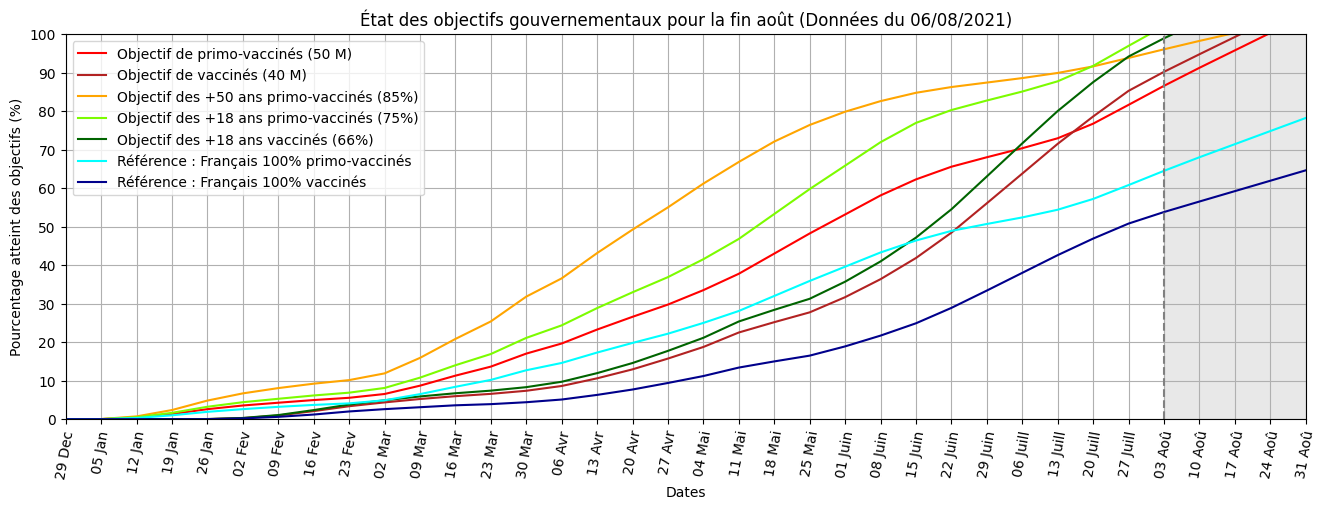 État des objectifs gouvernementaux pour la fin août (Données du 06/08/2021)
Pourcentage atteint des objectifs (%)
100
90
80
70
60
50
40
30
20
10
0
Objectif de primo-vaccinés (50 M)
Objectif de vaccinés (40 M)
Objectif des +50 ans primo-vaccinés (85%)
Objectif des +18 ans primo-vaccinés (75%)
Objectif des +18 ans vaccinés (66%)
Référence : Français 100% primo-vaccinés
Référence : Français 100% vaccinés
29 Dec
05 Jan
12 Jan
19 Jan
26 Jan
02 Fev
09 Fev
16 Fev
23 Fev
02 Mar
09 Mar
16 Mar
23 Mar
30 Mar
06 Avr
13 Avr
20 Avr
27 Avr
04 Mai
11 Mai
18 Mai
25 Mai
01 Juin
08 Juin
15 Juin
22 Juin
29 Juin
06 Juill
13 Juill
20 Juill
27 Juill
03 Aoû
10 Aoû
17 Aoû
24 Aoû
31 Aoû
Dates